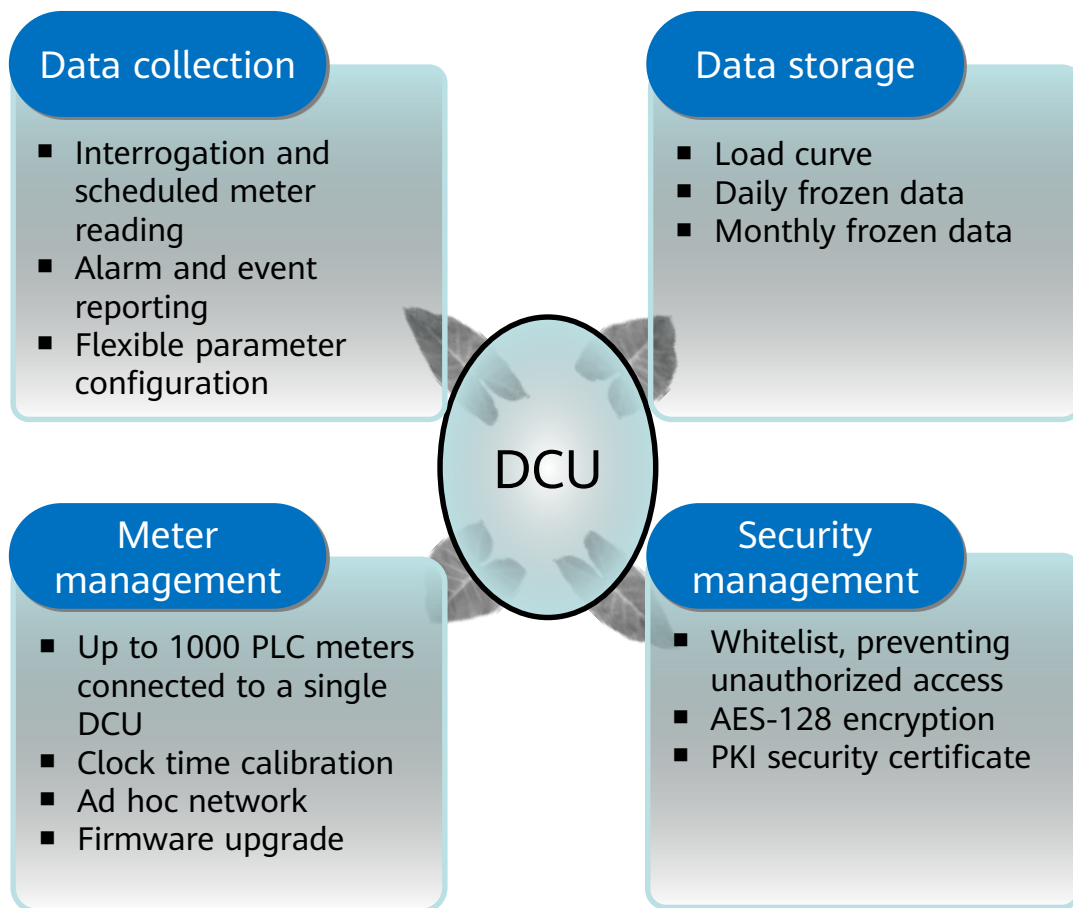 Data collection
■ Interrogation and
scheduled meter
reading
■ Alarm and event
reporting
■ Flexible parameter
configuration
Data storage
■ Load curve
■ Daily frozen data
■ Monthly frozen data
DCU
Meter
management
■ Up to 1000 PLC meters
connected to a single
DCU
■ Clock time calibration
■ Ad hoc network
■ Firmware upgrade
Security
management
■ Whitelist, preventing
unauthorized access
■ AES-128 encryption
■ PKI security certificate